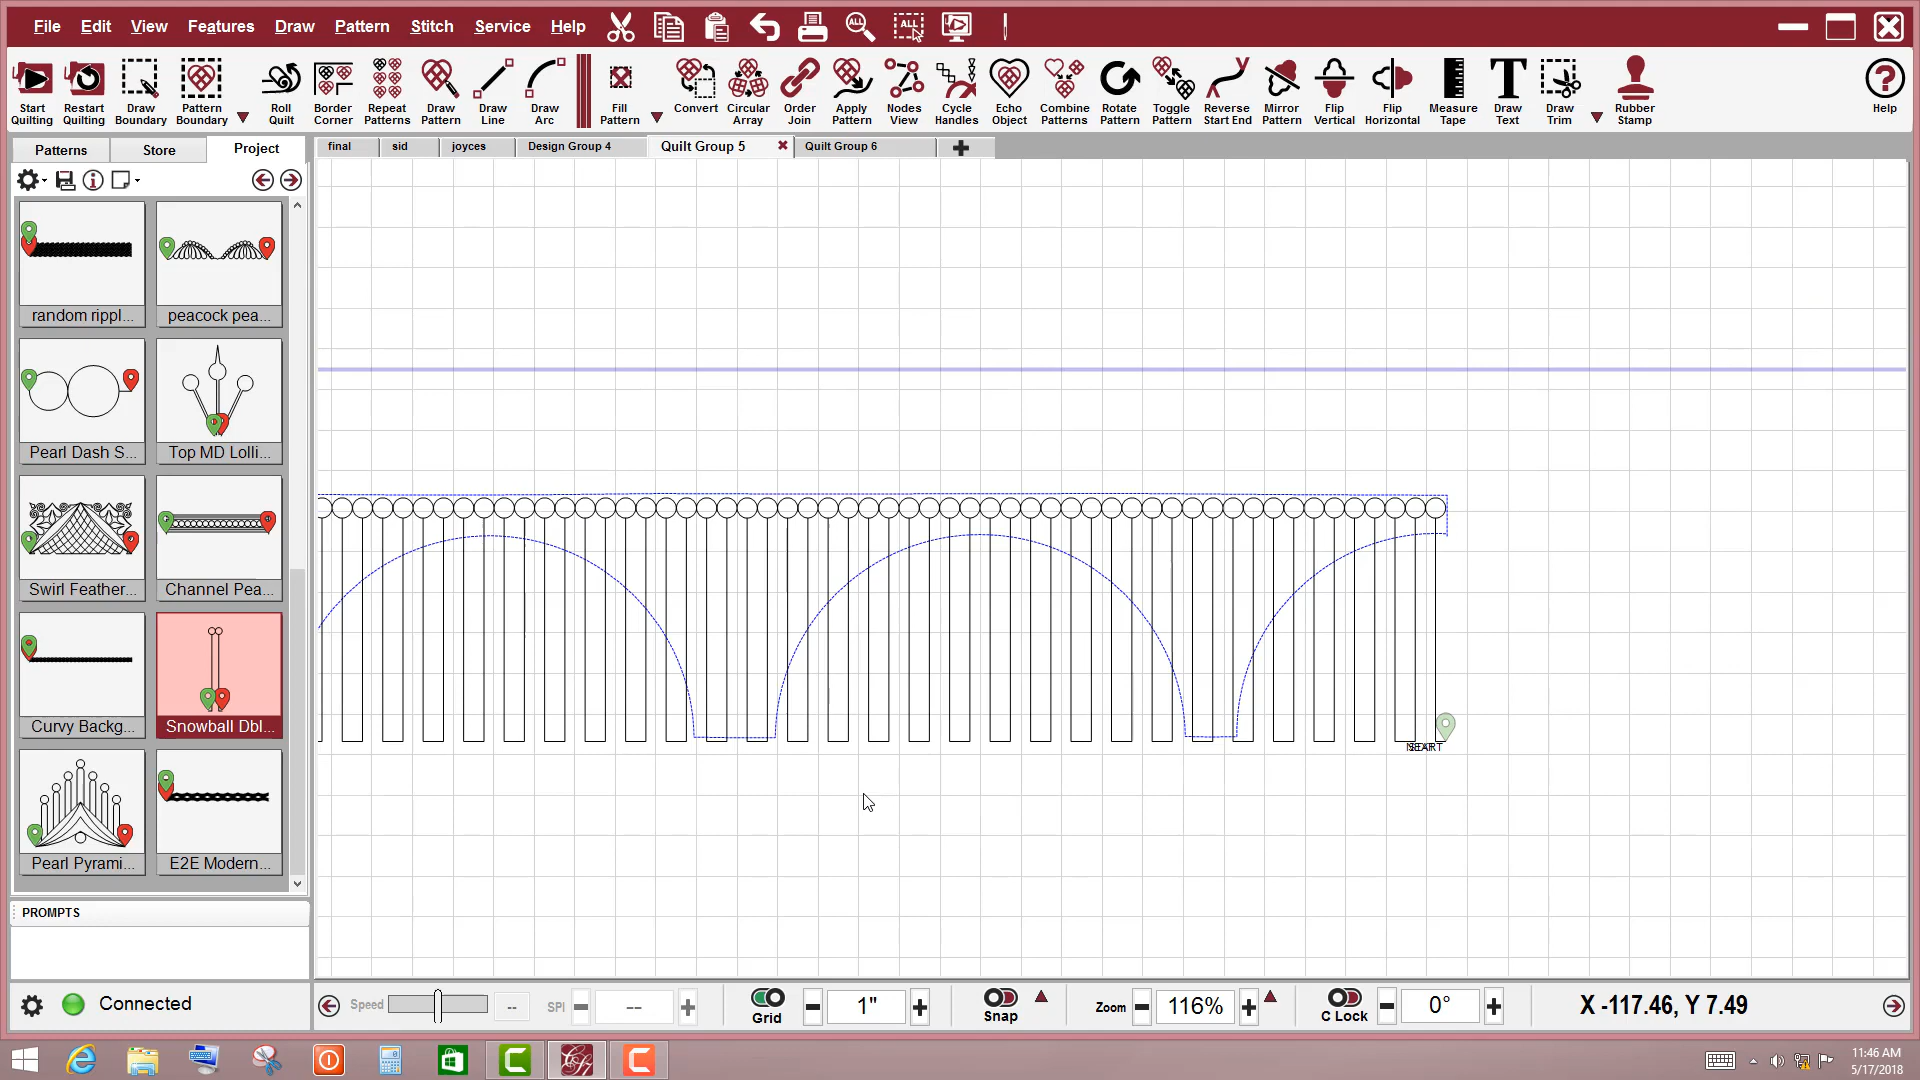 File Edit View Features Draw Pattern Stitch Service Help
ALL ALL
Start Quilting
Restart Quilting
Draw Boundary
Pattern Boundary
Roll Quilt
Border Corner
Repeat Patterns
Draw Pattern
Draw Line
Draw Arc
Fill Pattern
Convert
Circular Array
Order Join
Apply Pattern
Nodes View
Cycle Handles
Echo Object
Combine Patterns
Rotate Pattern
Toggle Pattern
Reverse Start End
Mirror Pattern
Flip Vertical
Flip Horizontal
Measure Tape
Draw Text
Draw Trim
Rubber Stamp
Help
Patterns Store Project
final sid joyces Design Group 4 Quilt Group 5 Quilt Group 6
random rippl... peacock pea...
Pearl Dash S... Top MD Lolli...
Swirl Feather... Channel Pea...
Curvy Backg... Snowball Dbl...
Pearl Pyrami... E2E Modern...
PROMPTS
Connected
Speed -- SPI --
Grid 1" Snap Zoom 116% C Lock 0° X -117.46, Y 7.49
11:46 AM
5/17/2018